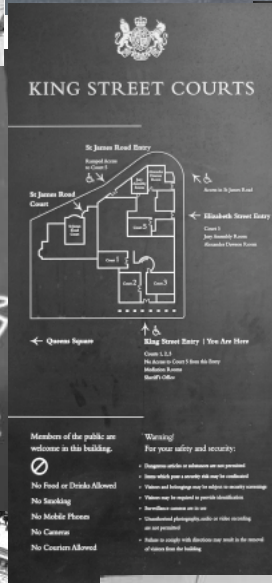 KING STREET COURTS
St James Road Entry
Ramped Access
to Court 5
St James Road
Court
Access to St James Road
Elizabeth Street Entry
Court 5
Jury Assembly Room
Court 5
Court 1
Court 2
Court 3
Queens Square
King Street Entry | You Are Here
Courts 1, 2, 3
No Access to Court 5 from this Entry
Mediation Rooms
Sheriff's Office
Members of the public are
welcome in this building.
No Food or Drinks Allowed
No Smoking
No Mobile Phones
No Cameras
No Couriers Allowed
Warning!
For your safety and security:
• Dangerous articles or substances are not permitted
• Items which pose a security risk may be confiscated
• Visitors and belongings may be subject to security screenings
• Visitors may be required to provide identification
• Surveillance cameras are in use
• Unauthorised photography, audio or video recording
are not permitted
• Failure to comply with directions may result in the removal
of visitors from the building